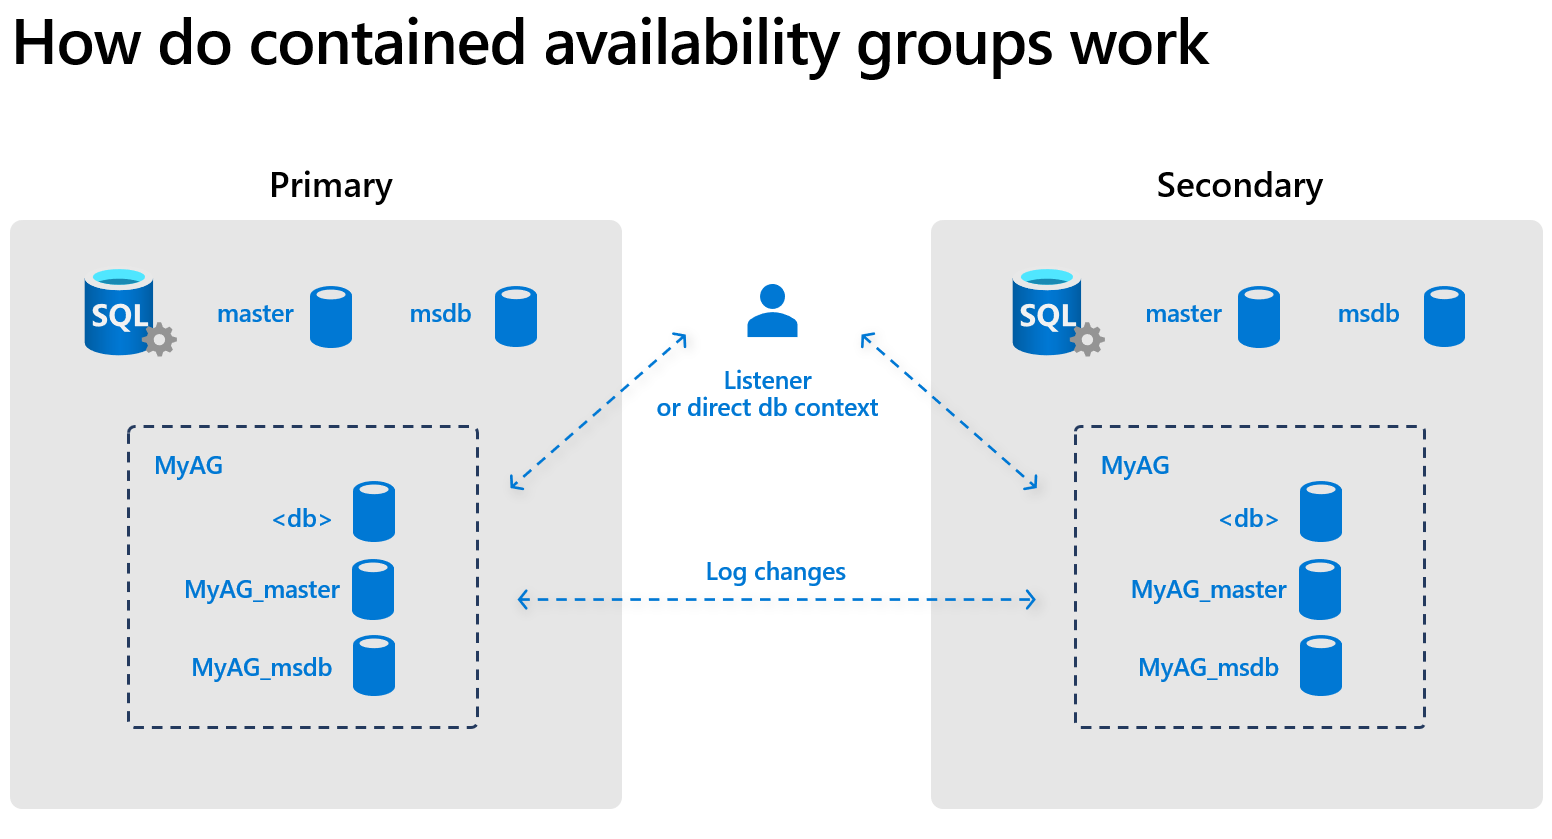 How do contained availability groups work
Primary
Secondary
SQL
master
msdb
SQL
master
msdb
Listener
or direct db context
MyAG
<db>
MyAG_master
MyAG_msdb
Log changes
MyAG
<db>
MyAG_master
MyAG_msdb